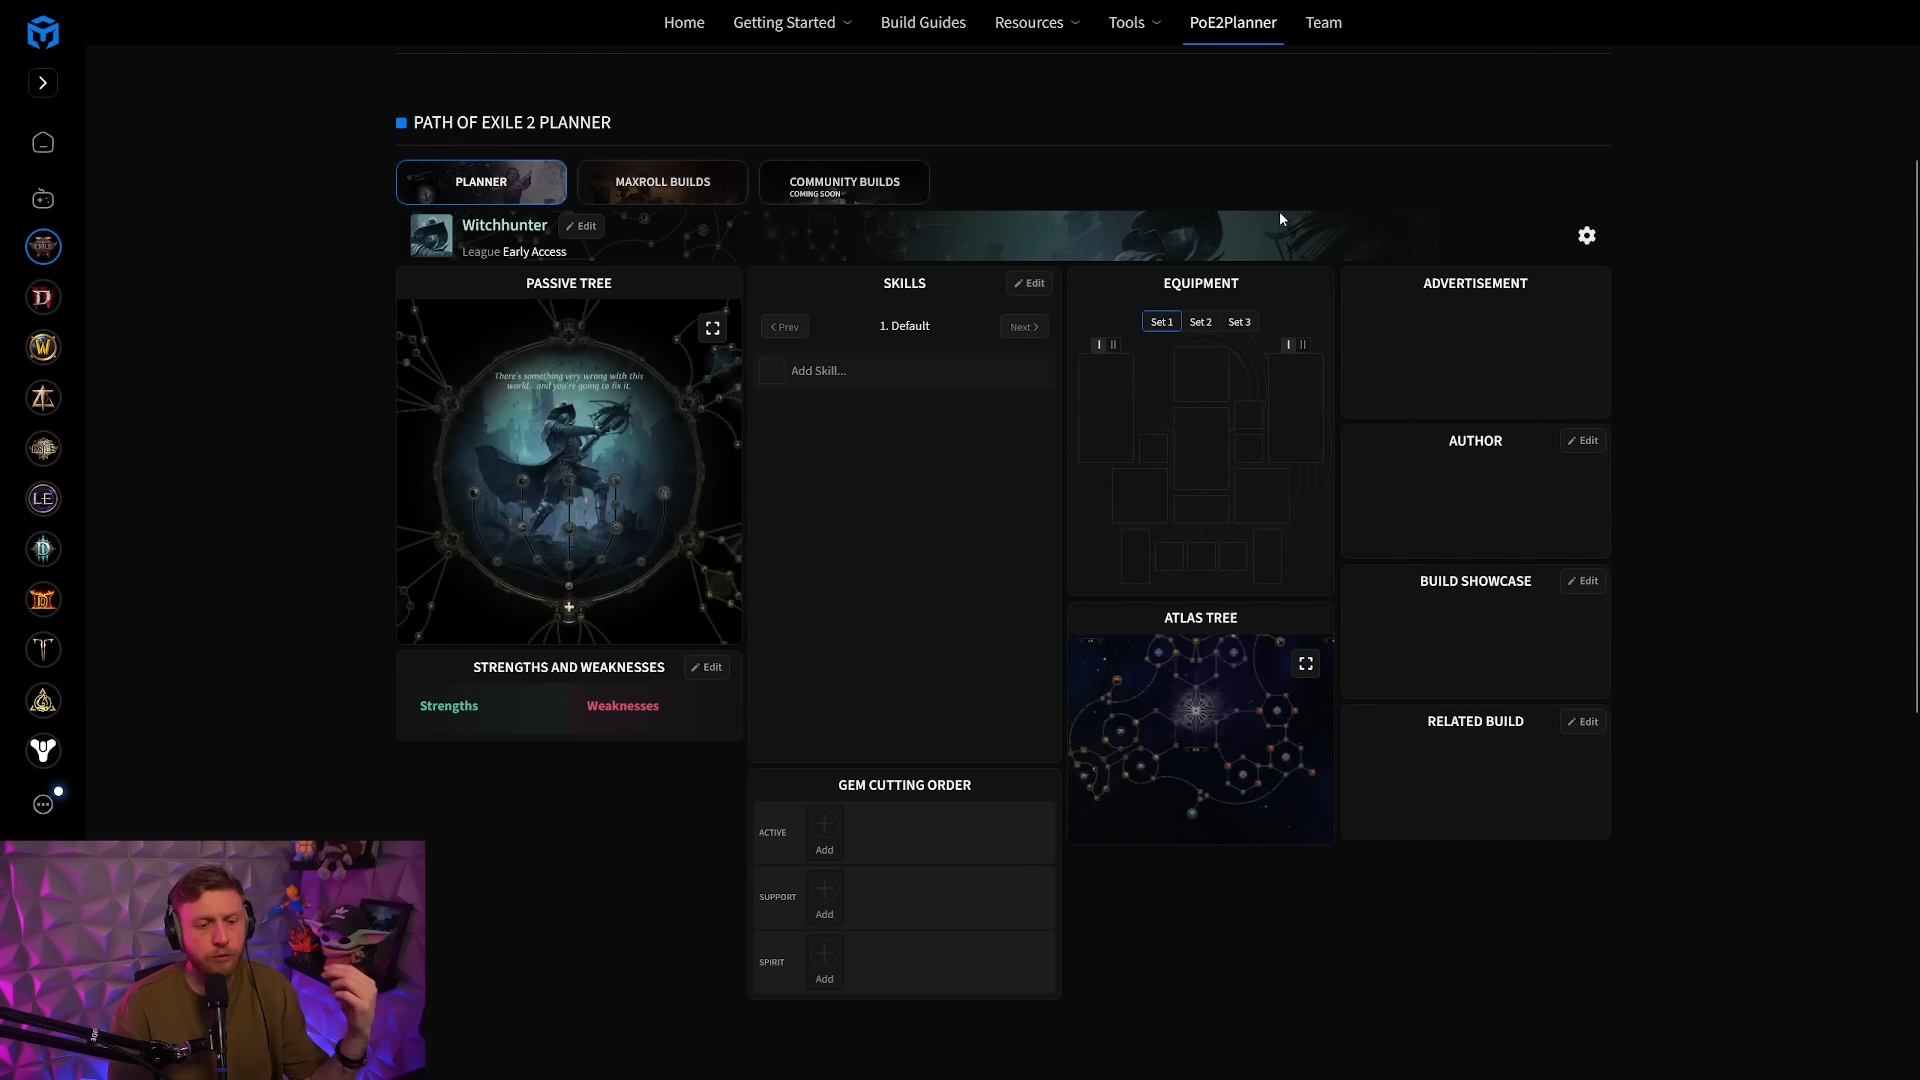 Home
Getting Started
Build Guides
Resources
Tools
PoE2Planner
Team
PATH OF EXILE 2 PLANNER
PLANNER
MAXROLL BUILDS
COMMUNITY BUILDS
COMING SOON
Witchhunter
Edit
League Early Access
PASSIVE TREE
There's something very wrong with this
world... and you're going to fix it.
SKILLS
Edit
Prev
1. Default
Next
Add Skill...
EQUIPMENT
Set 1
Set 2
Set 3
I II
I II
ADVERTISEMENT
AUTHOR
Edit
BUILD SHOWCASE
Edit
RELATED BUILD
Edit
ATLAS TREE
STRENGTHS AND WEAKNESSES
Edit
Strengths
Weaknesses
GEM CUTTING ORDER
ACTIVE
Add
SUPPORT
Add
SPIRIT
Add
W
LE